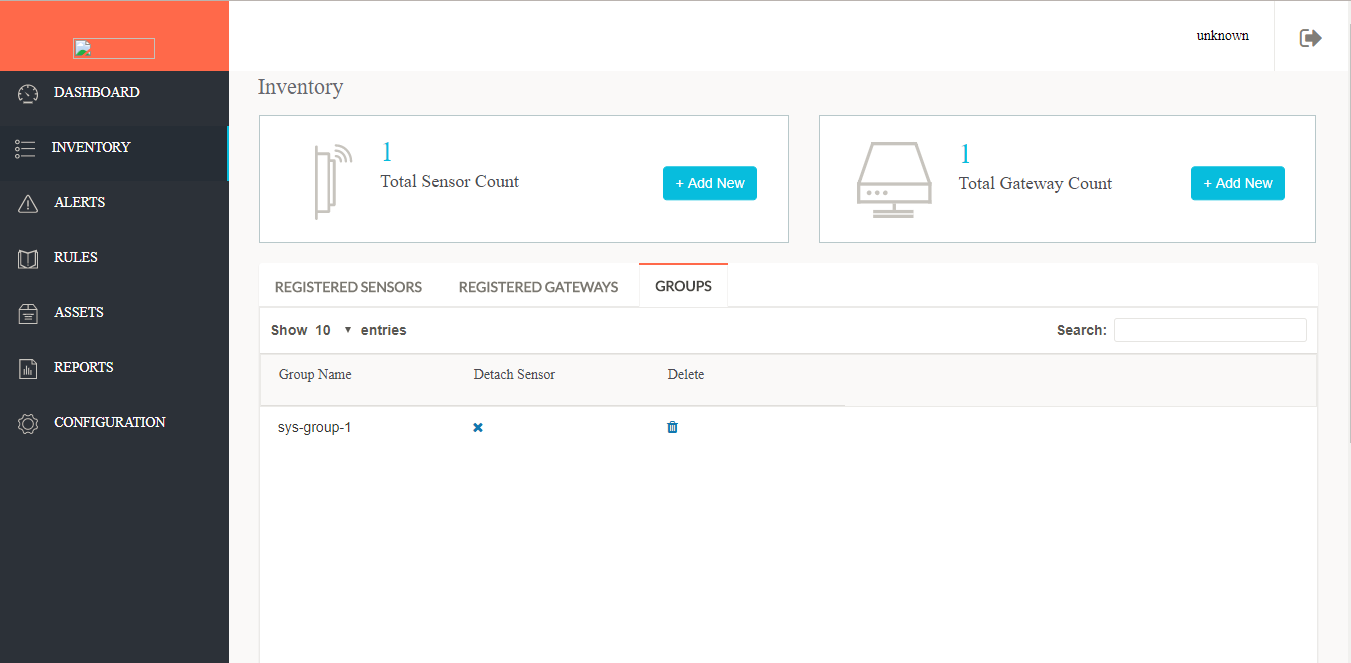 unknown
DASHBOARD
INVENTORY
ALERTS
RULES
ASSETS
REPORTS
CONFIGURATION
Inventory
1
Total Sensor Count
+ Add New
1
Total Gateway Count
+ Add New
REGISTERED SENSORS REGISTERED GATEWAYS GROUPS
Show 10 entries Search:
Group Name Detach Sensor Delete
sys-group-1